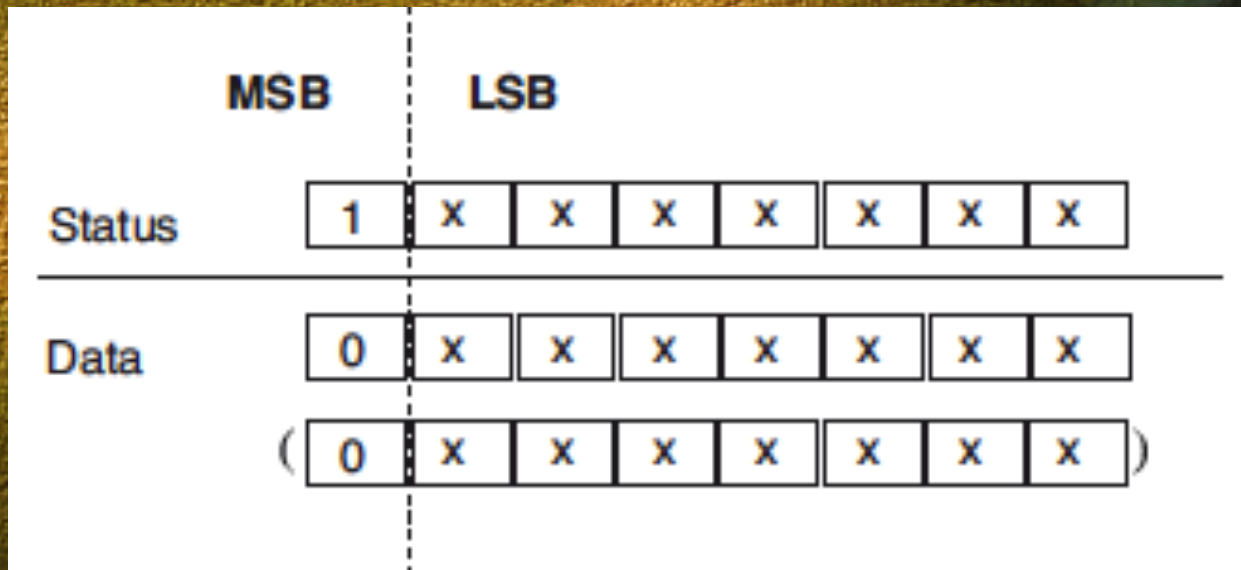 MSB LSB
Status 1 x x x x x x x
Data 0 x x x x x x x
( 0 x x x x x x x )